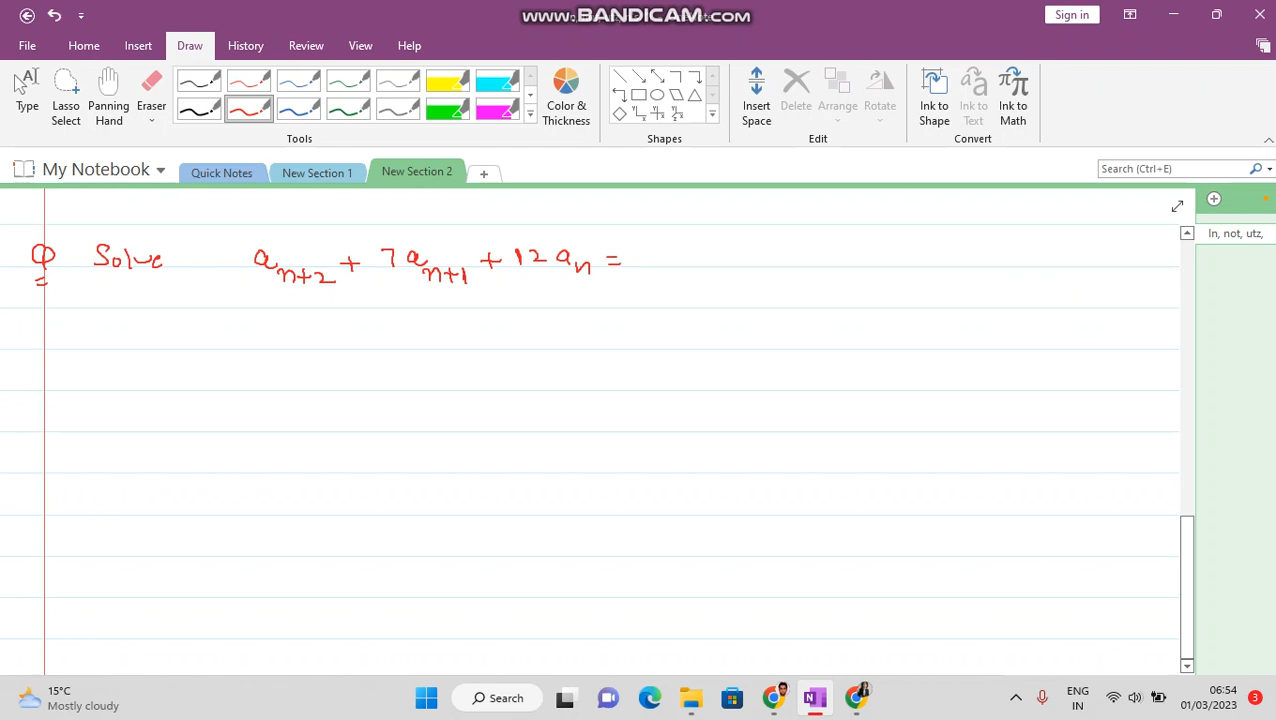 www.BANDICAM.com
Sign in
File Home Insert Draw History Review View Help
Type Lasso Select Panning Hand Eraser Color & Thickness Insert Space Delete Arrange Rotate Ink to Shape Ink to Text Ink to Math
Tools Shapes Edit Convert
My Notebook Quick Notes New Section 1 New Section 2 Search (Ctrl+E)
ln, not, utz,
Q Solve a_{n+2} + 7a_{n+1} + 12a_n =
15°C
Mostly cloudy
Search
ENG
IN
06:54
01/03/2023
3